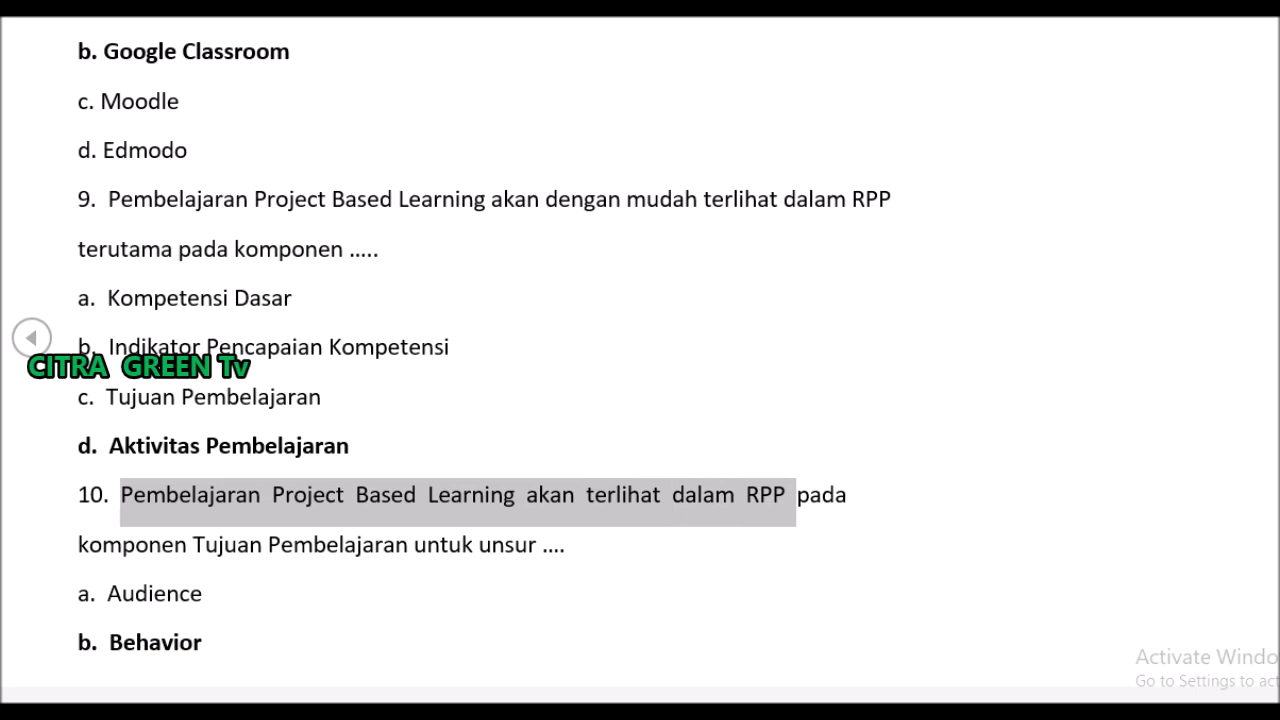 b. Google Classroom
c. Moodle
d. Edmodo
9. Pembelajaran Project Based Learning akan dengan mudah terlihat dalam RPP
terutama pada komponen .....
a. Kompetensi Dasar
b. Indikator Pencapaian Kompetensi
CITRA GREEN Tv
c. Tujuan Pembelajaran
d. Aktivitas Pembelajaran
10. Pembelajaran Project Based Learning akan terlihat dalam RPP pada
komponen Tujuan Pembelajaran untuk unsur ....
a. Audience
b. Behavior
Activate Windo
Go to Settings to act